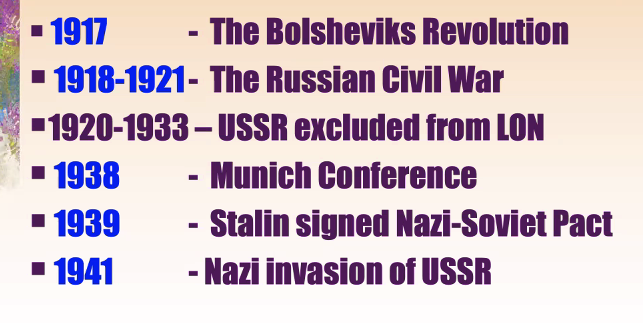 ▪ 1917 - The Bolsheviks Revolution
▪ 1918-1921 - The Russian Civil War
▪ 1920-1933 – USSR excluded from LON
▪ 1938 - Munich Conference
▪ 1939 - Stalin signed Nazi-Soviet Pact
▪ 1941 - Nazi invasion of USSR